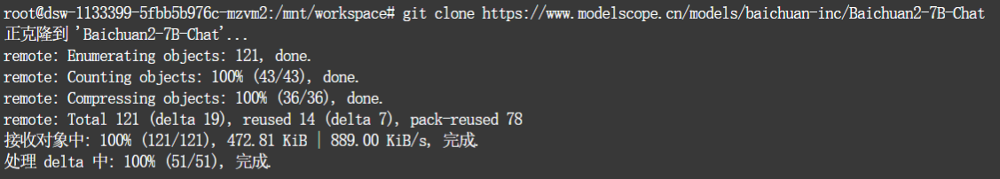 root@dsw-1133399-5fbb5b976c-mzvm2:/mnt/workspace# git clone https://www.modelscope.cn/models/baichuan-inc/Baichuan2-7B-Chat
正克隆到 'Baichuan2-7B-Chat'...
remote: Enumerating objects: 121, done.
remote: Counting objects: 100% (43/43), done.
remote: Compressing objects: 100% (36/36), done.
remote: Total 121 (delta 19), reused 14 (delta 7), pack-reused 78
接收对象中: 100% (121/121), 472.81 KiB | 889.00 KiB/s, 完成.
处理 delta 中: 100% (51/51), 完成.